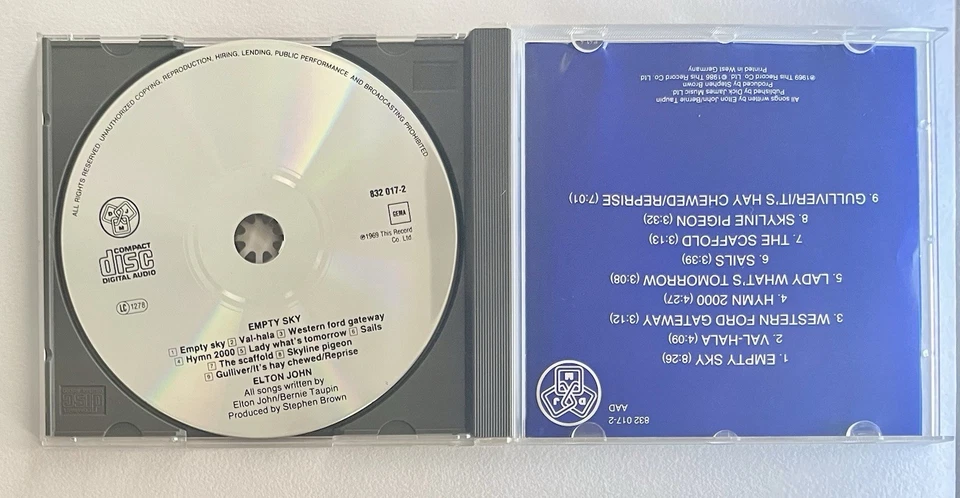 ALL RIGHTS RESERVED. UNAUTHORIZED COPYING, REPRODUCTION, HIRING, LENDING, PUBLIC PERFORMANCE AND BROADCASTING PROHIBITED.
832 017-2
GEMA
℗1969 This Record
Co. Ltd.
DJM
COMPACT
disc
DIGITAL AUDIO
LC 1278
EMPTY SKY
1 Empty sky 2 Val-hala 3 Western ford gateway
4 Hymn 2000 5 Lady what's tomorrow 6 Sails
7 The scaffold 8 Skyline pigeon
9 Gulliver/It's hay chewed/Reprise
ELTON JOHN
All songs written by
Elton John/Bernie Taupin
Produced by Stephen Brown
832 017-2
AAD
DJM
1. EMPTY SKY (8:26)
2. VAL-HALA (4:09)
3. WESTERN FORD GATEWAY (3:12)
4. HYMN 2000 (4:27)
5. LADY WHAT'S TOMORROW (3:08)
6. SAILS (3:39)
7. THE SCAFFOLD (3:13)
8. SKYLINE PIGEON (3:32)
9. GULLIVER/IT'S HAY CHEWED/REPRISE (7:01)
All songs written by Elton John/Bernie Taupin
Published by Dick James Music Ltd
Produced by Stephen Brown
℗1969 This Record Co. Ltd. ©1986 This Record Co. Ltd
Printed in West Germany